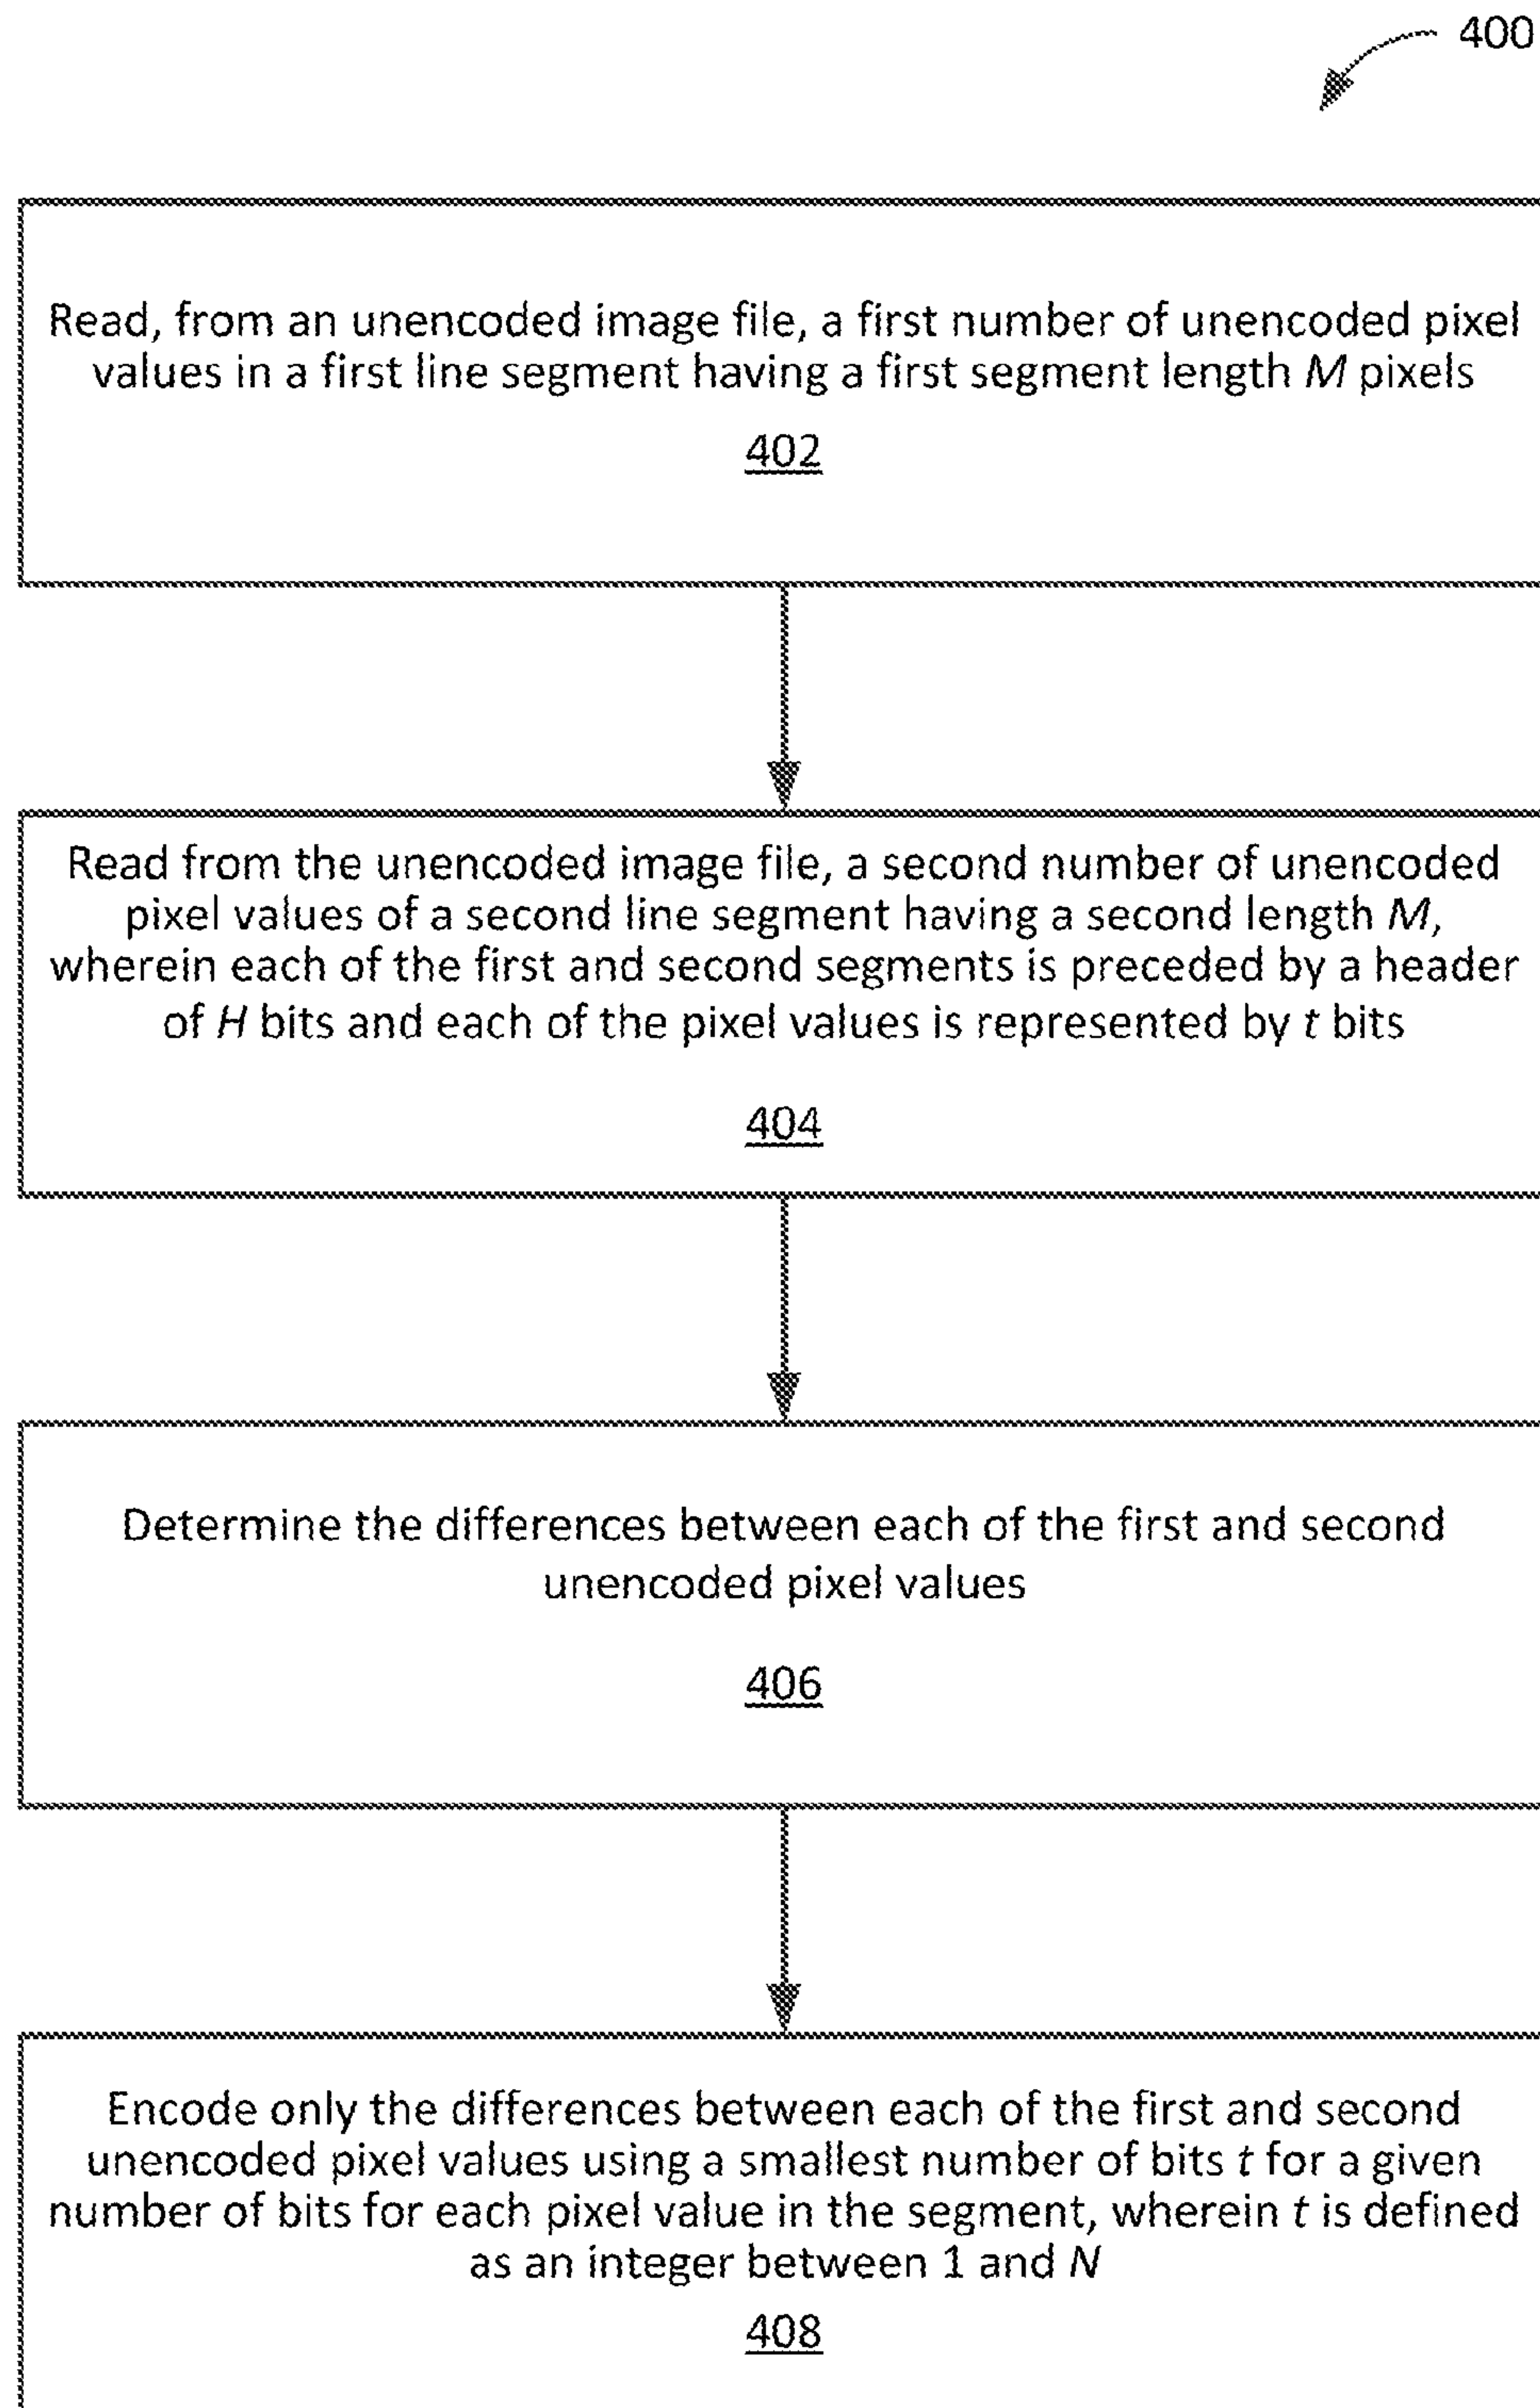 400
Read, from an unencoded image file, a first number of unencoded pixel
values in a first line segment having a first segment length M pixels
402
Read from the unencoded image file, a second number of unencoded
pixel values of a second line segment having a second length M,
wherein each of the first and second segments is preceded by a header
of H bits and each of the pixel values is represented by t bits
404
Determine the differences between each of the first and second
unencoded pixel values
406
Encode only the differences between each of the first and second
unencoded pixel values using a smallest number of bits t for a given
number of bits for each pixel value in the segment, wherein t is defined
as an integer between 1 and N
408